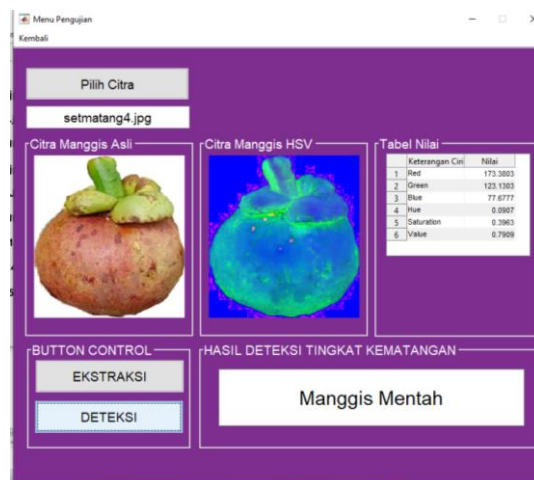 Menu Pengujian
Kembali
Pilih Citra
setmatang4.jpg
Citra Manggis Asli
Citra Manggis HSV
Tabel Nilai
Keterangan Ciri Nilai
1 Red 173.3803
2 Green 123.1303
3 Blue 77.6777
4 Hue 0.0907
5 Saturation 0.3963
6 Value 0.7909
BUTTON CONTROL
EKSTRAKSI
DETEKSI
HASIL DETEKSI TINGKAT KEMATANGAN
Manggis Mentah